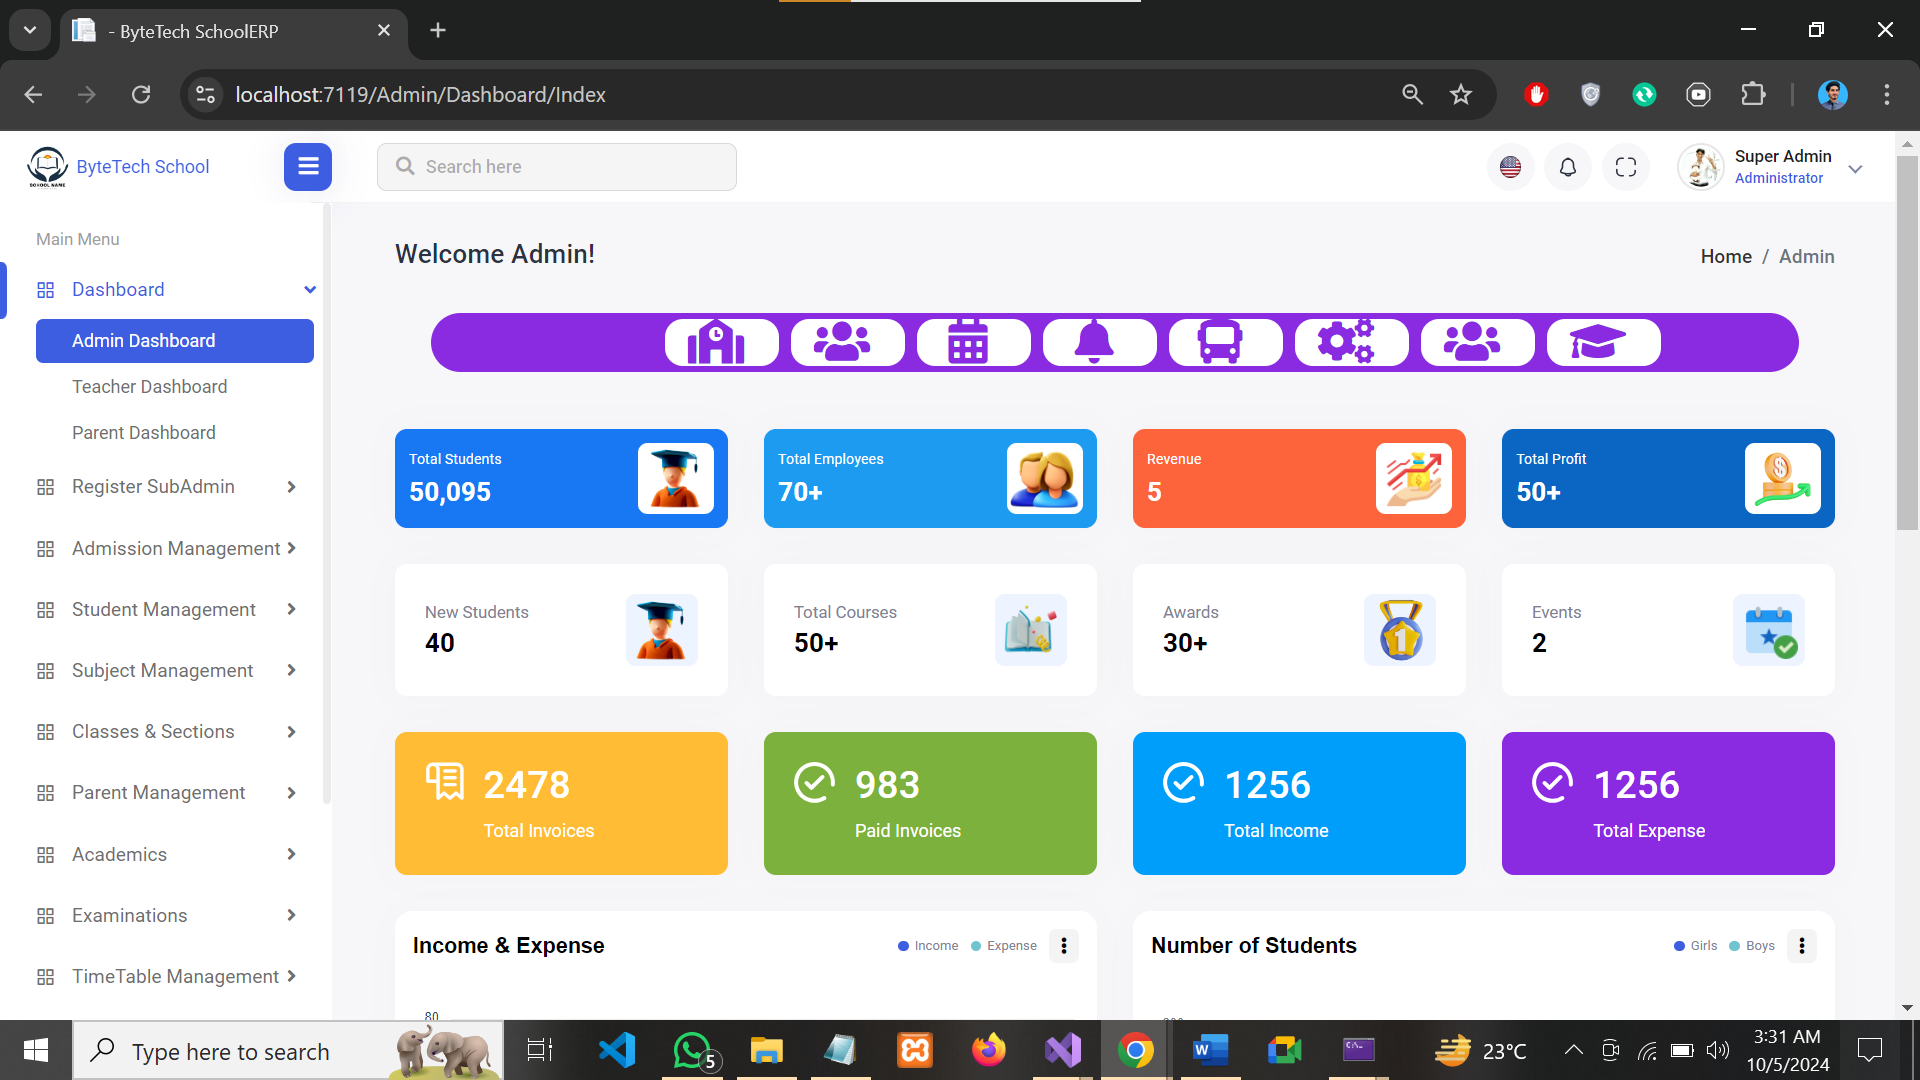 - ByteTech SchoolERP
localhost:7119/Admin/Dashboard/Index
SCHOOL NAME
ByteTech School
Search here
Super Admin
Administrator
Main Menu
Dashboard
Admin Dashboard
Teacher Dashboard
Parent Dashboard
Register SubAdmin
Admission Management
Student Management
Subject Management
Classes & Sections
Parent Management
Academics
Examinations
TimeTable Management
Welcome Admin!
Home / Admin
Total Students
50,095
Total Employees
70+
Revenue
5
Total Profit
50+
New Students
40
Total Courses
50+
Awards
30+
1
Events
2
2478
Total Invoices
983
Paid Invoices
1256
Total Income
1256
Total Expense
Income & Expense
Income
Expense
80
Number of Students
Girls
Boys
Type here to search
5
23°C
3:31 AM
10/5/2024